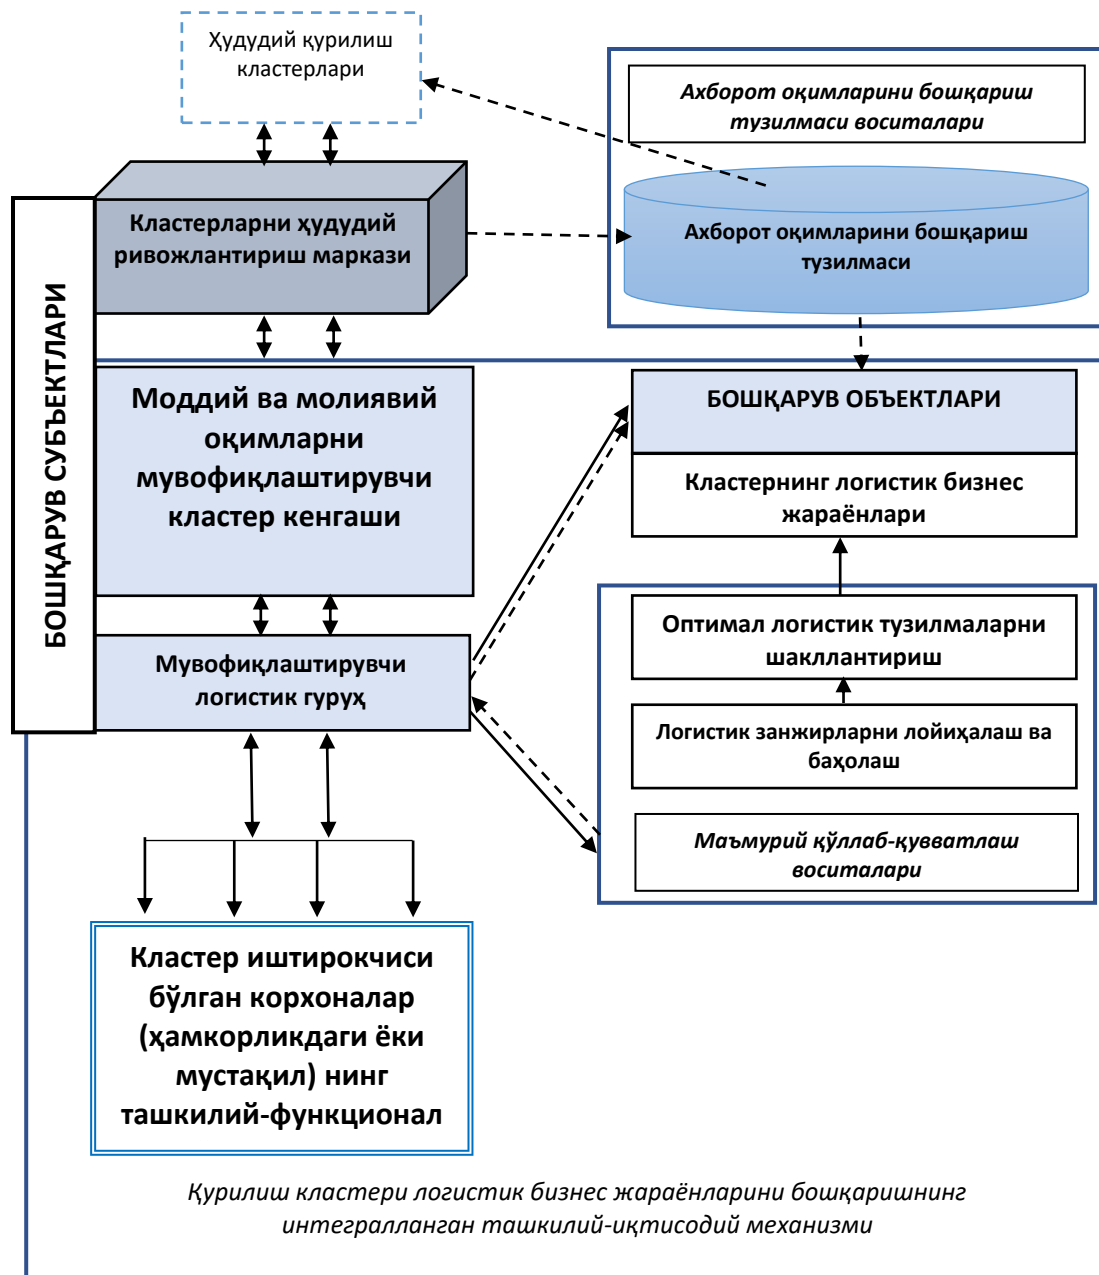 Ҳудудий қурилиш
кластерлари
Ахборот оқимларини бошқариш
тузилмаси воситалари
Кластерларни ҳудудий
ривожлантириш маркази
Ахборот оқимларини бошқариш
тузилмаси
БОШҚАРУВ СУБЪЕКТЛАРИ
Моддий ва молиявий
оқимларни
мувофиқлаштирувчи
кластер кенгаши
БОШҚАРУВ ОБЪЕКТЛАРИ
Кластернинг логистик бизнес
жараёнлари
Оптимал логистик тузилмаларни
шакллантириш
Мувофиқлаштирувчи
логистик гуруҳ
Логистик занжирларни лойиҳалаш ва
баҳолаш
Маъмурий қўллаб-қувватлаш
воситалари
Кластер иштирокчиси
бўлган корхоналар
(ҳамкорликдаги ёки
мустақил) нинг
ташкилий-функционал
Қурилиш кластери логистик бизнес жараёнларини бошқаришнинг
интегралланган ташкилий-иқтисодий механизми